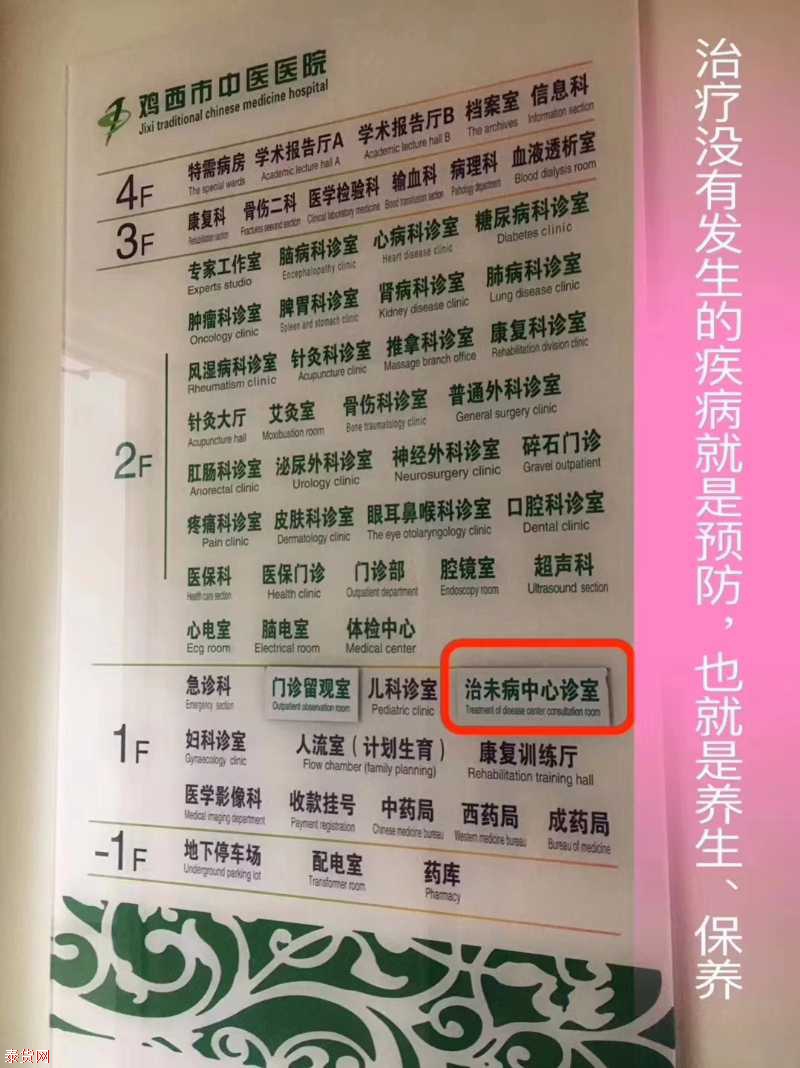 鸡西市中医医院
Jixi traditional chinese medicine hospital
4F
特需病房 学术报告厅A 学术报告厅B 档案室 信息科
The special wards Academic lecture hall A Academic lecture hall B The archives Information section
3F
康复科 骨伤二科 医学检验科 输血科 病理科 血液透析室
Rehabilitation section Fractures seesand section Clinical laboratory medicine Blood transfusion section Pathology department Blood dialysis room
2F
专家工作室 脑病科诊室 心病科诊室 糖尿病科诊室
Experts studio Encephalopathy clinic Heart disease clinic Diabetes clinic
肿瘤科诊室 脾胃科诊室 肾病科诊室 肺病科诊室
Oncology clinic Spleen and stomach clinic Kidney disease clinic Lung disease clinic
风湿病科诊室 针灸科诊室 推拿科诊室 康复科诊室
Rheumatism clinic Acupuncture clinic Massage branch office Rehabilitation division clinic
针灸大厅 艾灸室 骨伤科诊室 普通外科诊室
Acupuncture hall Moxibustion room Bone traumatology clinic General surgery clinic
肛肠科诊室 泌尿外科诊室 神经外科诊室 碎石门诊
Anorectal clinic Urology clinic Neurosurgery clinic Gravel outpatient
疼痛科诊室 皮肤科诊室 眼耳鼻喉科诊室 口腔科诊室
Pain clinic Dermatology clinic The eye otolaryngology clinic Dental clinic
医保科 医保门诊 门诊部 腔镜室 超声科
Health care section Health clinic Outpatient department Endoscopy room Ultrasound section
心电室 脑电室 体检中心
Ecg room Electrical room Medical center
1F
急诊科 门诊留观室 儿科诊室 治未病中心诊室
Emergency section Outpatient observation room Pediatric clinic Treatment of disease center consultation room
妇科诊室 人流室（计划生育） 康复训练厅
Gynaecology clinic Flow chamber (family planning) Rehabilitation training hall
医学影像科 收款挂号 中药局 西药局 成药局
Medical imaging department Payment registration Chinese medicine bureau Western medicine bureau Bureau of medicine
-1F
地下停车场 配电室 药库
Underground parking lot Transformer room Pharmacy
治疗没有发生的疾病就是预防，也就是养生、保养
泰货网